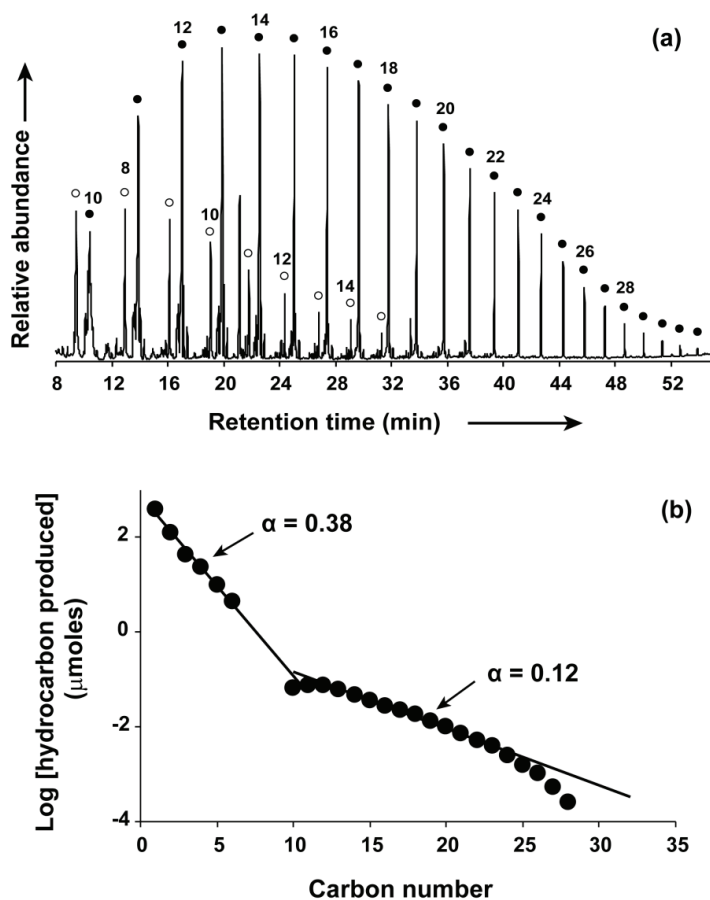 (a)
Relative abundance
12
14
16
18
20
22
24
26
28
10
8
10
12
14
8 12 16 20 24 28 32 36 40 44 48 52
Retention time (min)
(b)
Log [hydrocarbon produced]
(μmoles)
2
0
-2
-4
α = 0.38
α = 0.12
0 5 10 15 20 25 30 35
Carbon number